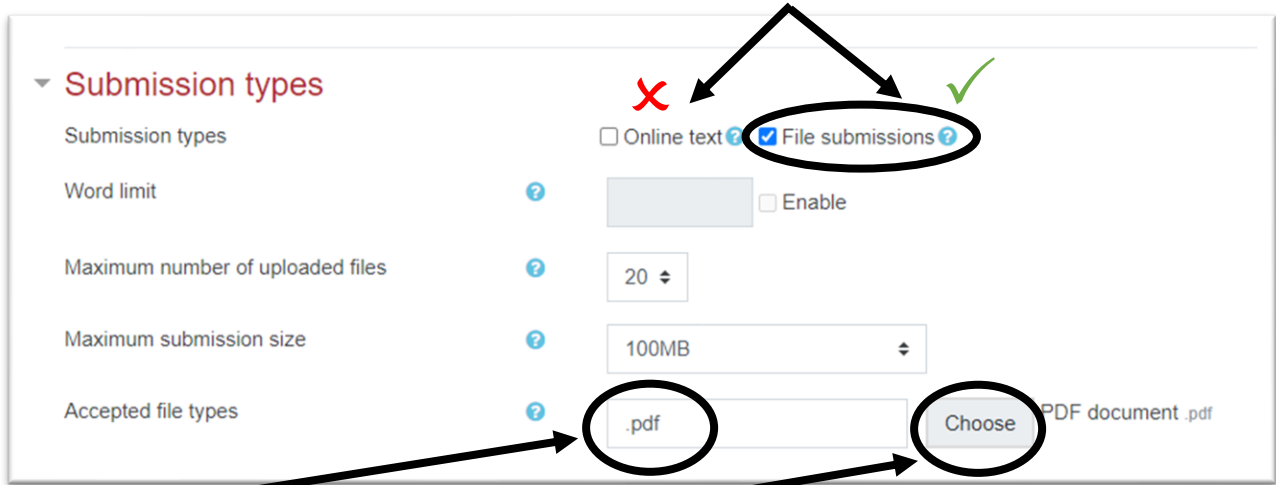 Submission types
Submission types Online text File submissions
Word limit Enable
Maximum number of uploaded files 20
Maximum submission size 100MB
Accepted file types .pdf Choose PDF document .pdf